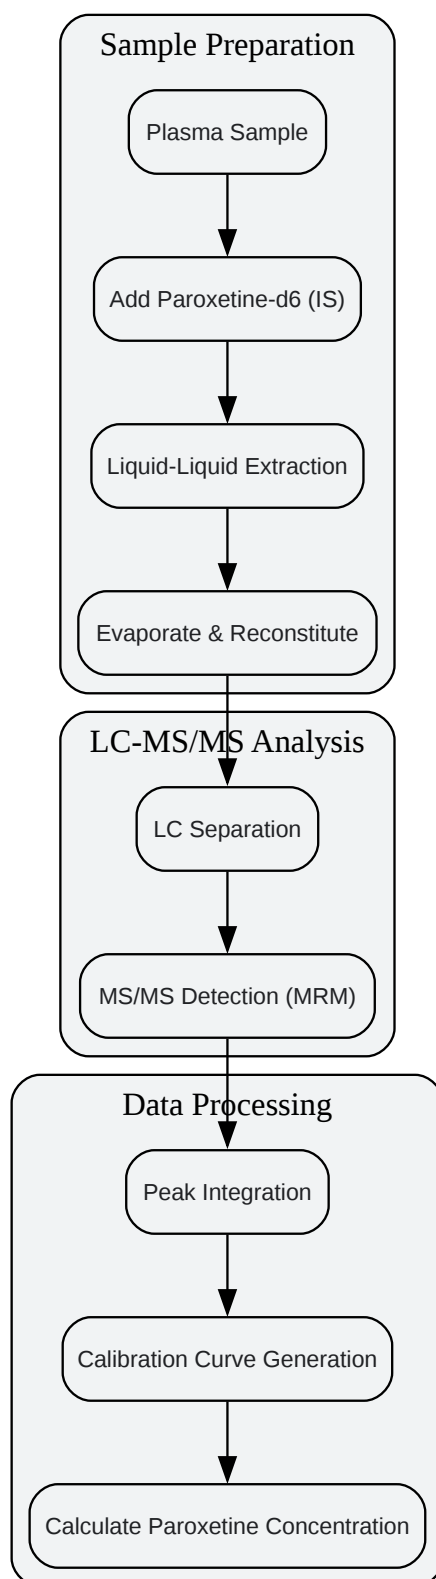 Sample Preparation
Plasma Sample
Add Paroxetine-d6 (IS)
Liquid-Liquid Extraction
Evaporate & Reconstitute
LC-MS/MS Analysis
LC Separation
MS/MS Detection (MRM)
Data Processing
Peak Integration
Calibration Curve Generation
Calculate Paroxetine Concentration